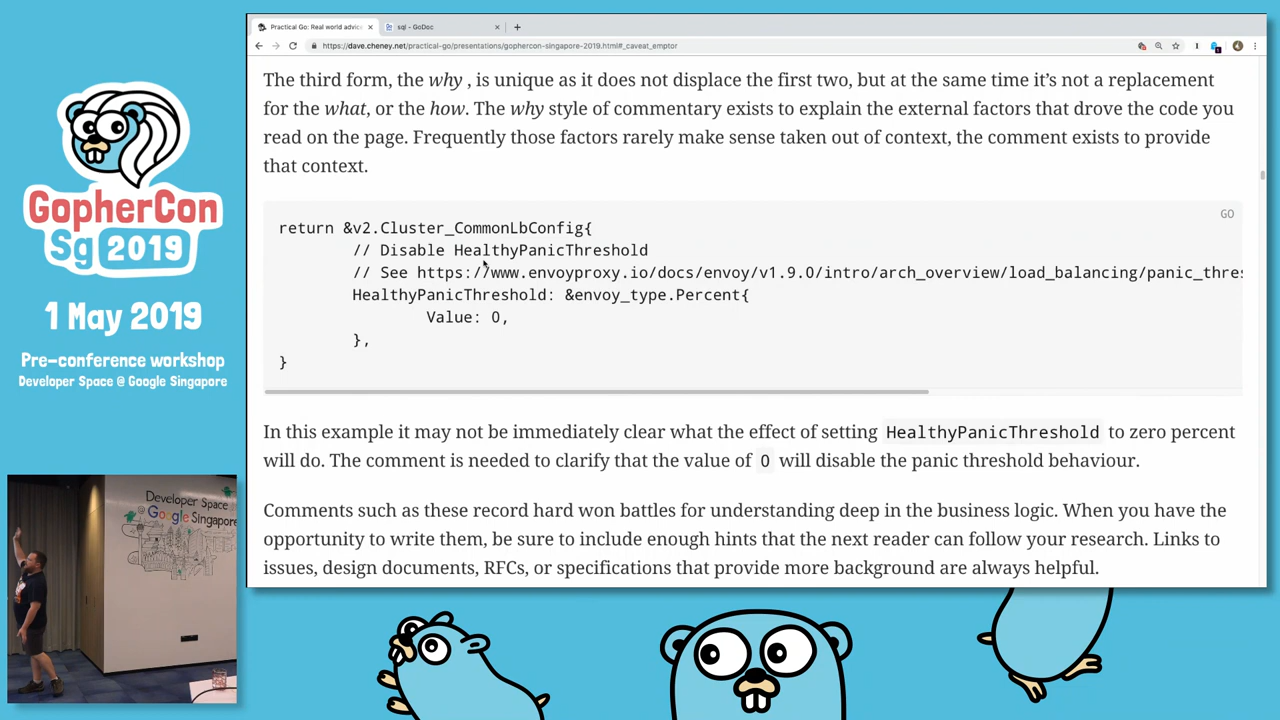 Practical Go: Real world advic
sql - GoDoc
https://dave.cheney.net/practical-go/presentations/gophercon-singapore-2019.html#_caveat_emptor
The third form, the why , is unique as it does not displace the first two, but at the same time it's not a replacement
for the what, or the how. The why style of commentary exists to explain the external factors that drove the code you
read on the page. Frequently those factors rarely make sense taken out of context, the comment exists to provide
that context.
GO
return &v2.Cluster_CommonLbConfig{
// Disable HealthyPanicThreshold
// See https://www.envoyproxy.io/docs/envoy/v1.9.0/intro/arch_overview/load_balancing/panic_thres
HealthyPanicThreshold: &envoy_type.Percent{
Value: 0,
},
}
In this example it may not be immediately clear what the effect of setting HealthyPanicThreshold to zero percent
will do. The comment is needed to clarify that the value of 0 will disable the panic threshold behaviour.
Comments such as these record hard won battles for understanding deep in the business logic. When you have the
opportunity to write them, be sure to include enough hints that the next reader can follow your research. Links to
issues, design documents, RFCs, or specifications that provide more background are always helpful.
GopherCon
Sg 2019
1 May 2019
Pre-conference workshop
Developer Space @ Google Singapore
Developer Space
@ Google Singapore